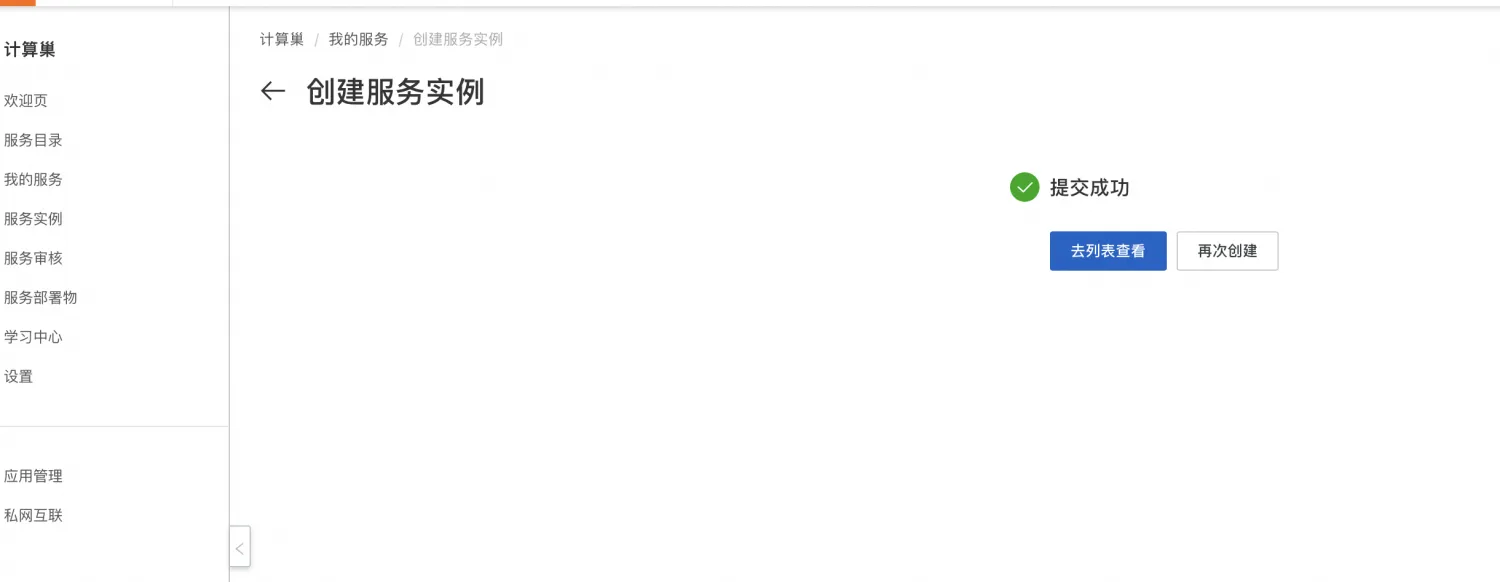 计算巢
欢迎页
服务目录
我的服务
服务实例
服务审核
服务部署物
学习中心
设置
应用管理
私网互联
计算巢 / 我的服务 / 创建服务实例
创建服务实例
提交成功
去列表查看 再次创建